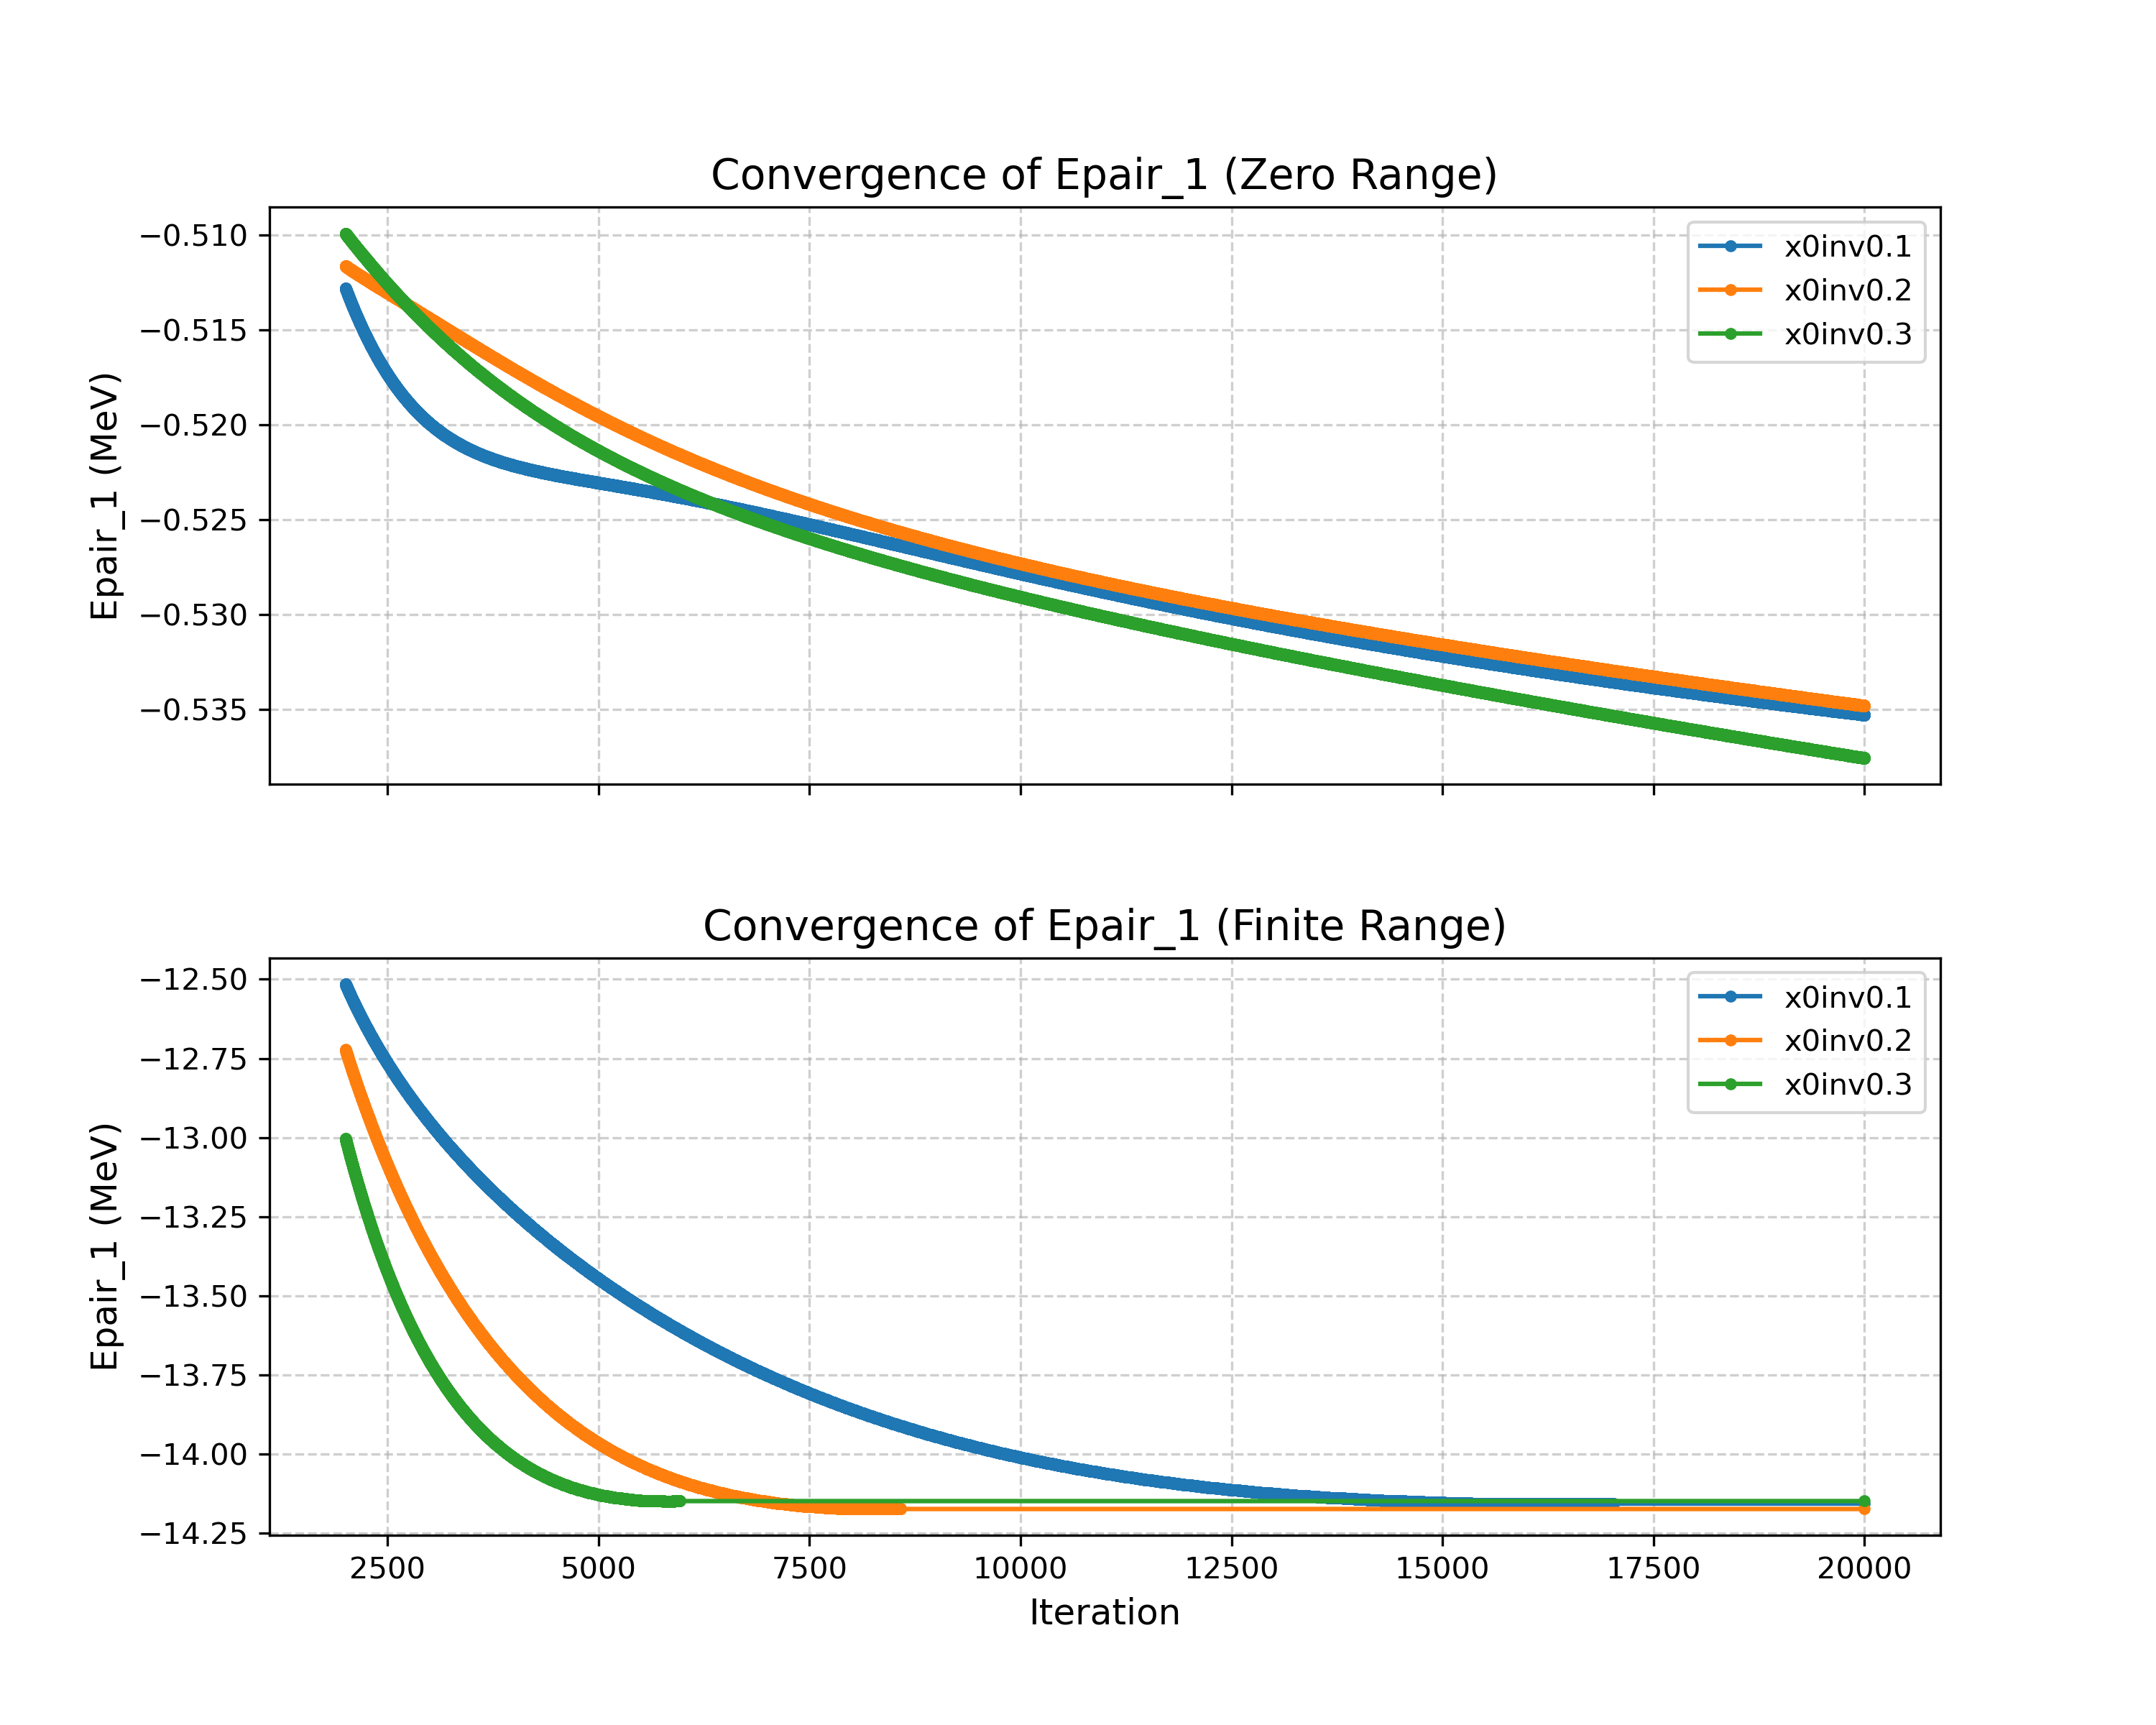 Convergence of Epair_1 (Zero Range)
Epair_1 (MeV)
−0.510
−0.515
−0.520
−0.525
−0.530
−0.535
x0inv0.1
x0inv0.2
x0inv0.3
Convergence of Epair_1 (Finite Range)
Epair_1 (MeV)
−12.50
−12.75
−13.00
−13.25
−13.50
−13.75
−14.00
−14.25
x0inv0.1
x0inv0.2
x0inv0.3
2500 5000 7500 10000 12500 15000 17500 20000
Iteration